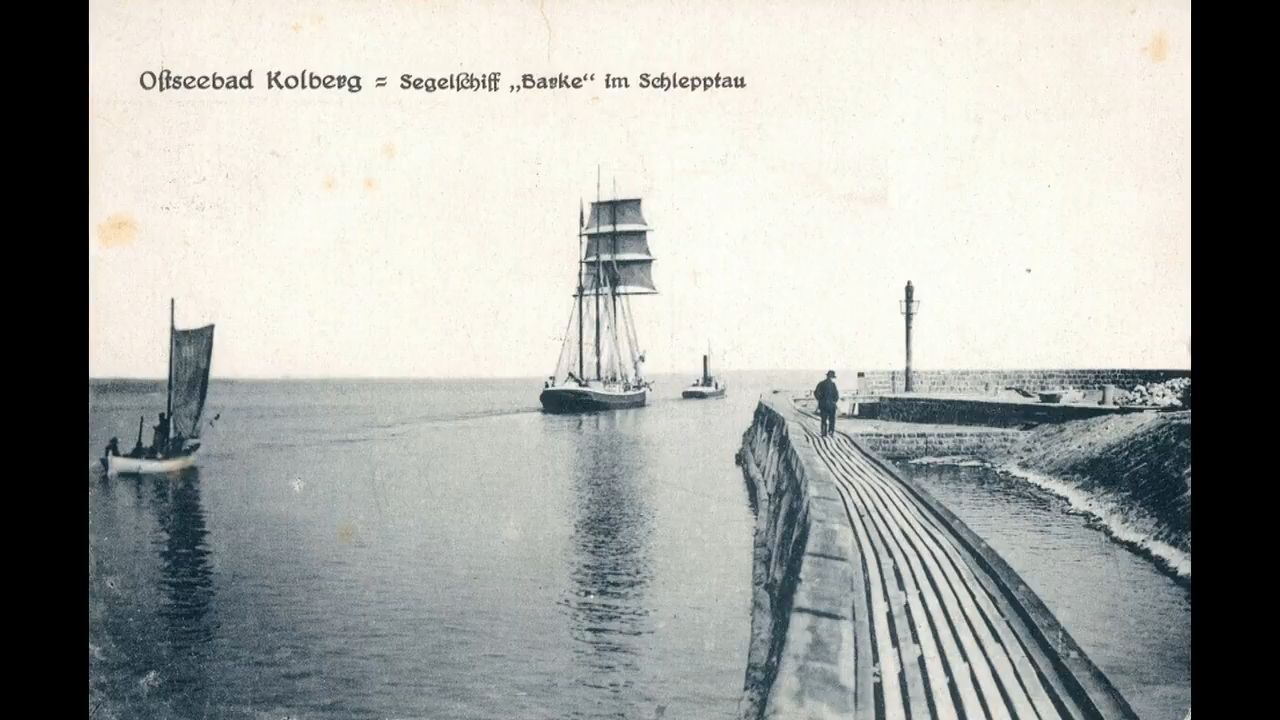 Oſtseebad Kolberg = Segelſchiff „Barke“ im Schlepptau